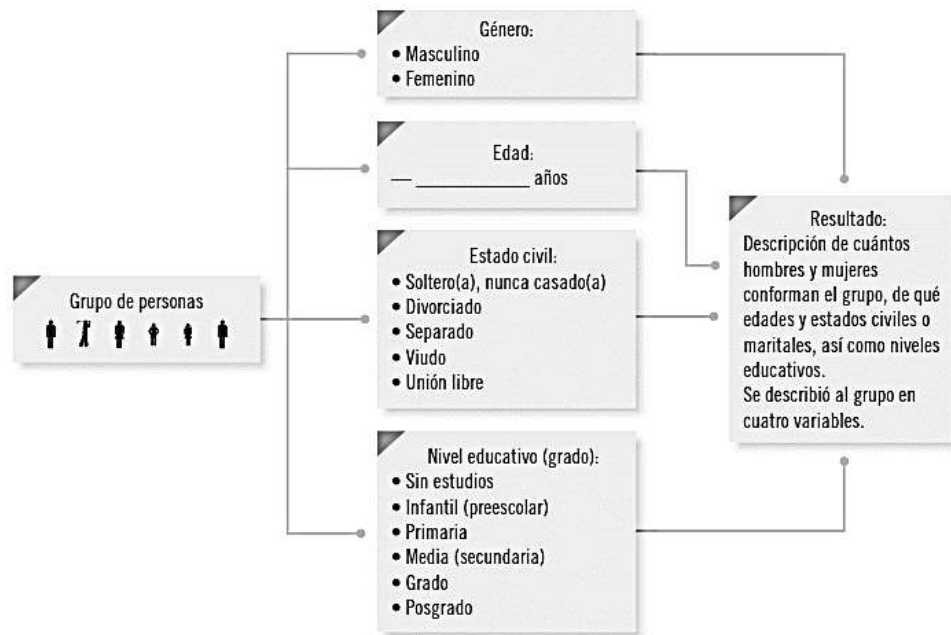 Grupo de personas
Género:
• Masculino
• Femenino
Edad:
— ____________ años
Estado civil:
• Soltero(a), nunca casado(a)
• Divorciado
• Separado
• Viudo
• Unión libre
Nivel educativo (grado):
• Sin estudios
• Infantil (preescolar)
• Primaria
• Media (secundaria)
• Grado
• Posgrado
Resultado:
Descripción de cuántos
hombres y mujeres
conforman el grupo, de qué
edades y estados civiles o
maritales, así como niveles
educativos.
Se describió al grupo en
cuatro variables.